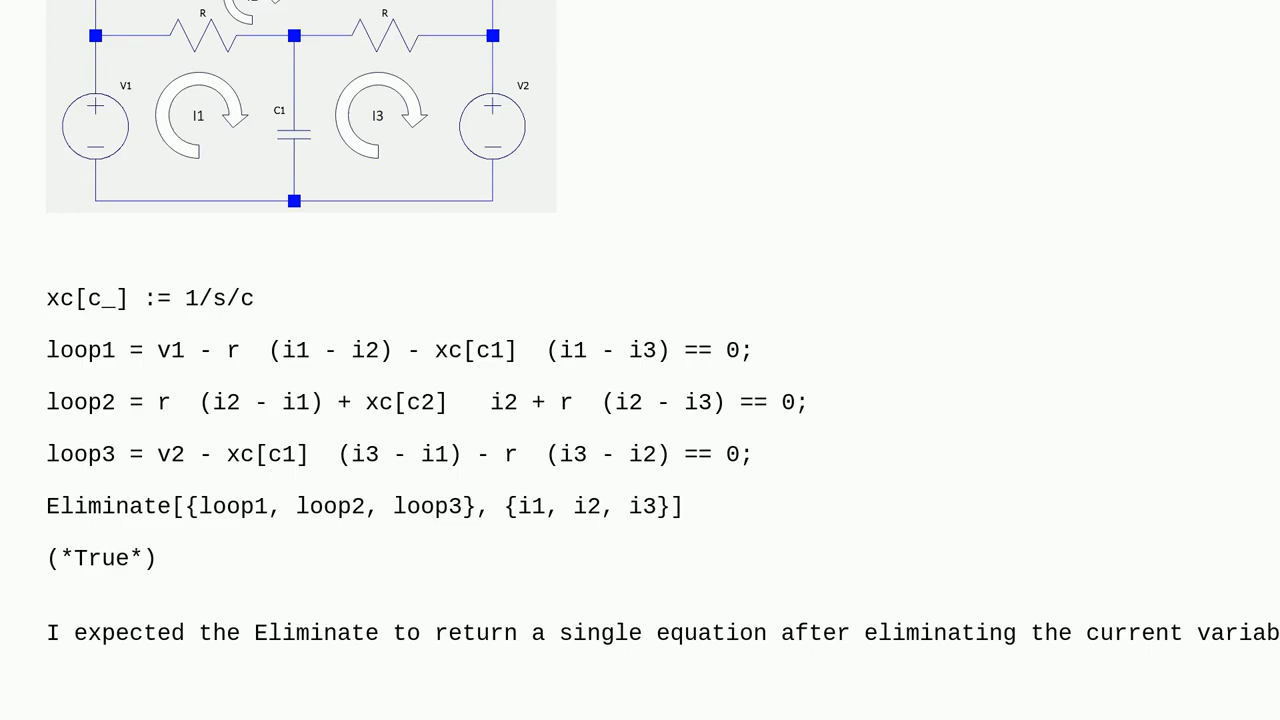 R R
V1 V2
C1
I1 I3
xc[c_] := 1/s/c
loop1 = v1 - r  (i1 - i2) - xc[c1]  (i1 - i3) == 0;
loop2 = r  (i2 - i1) + xc[c2]   i2 + r  (i2 - i3) == 0;
loop3 = v2 - xc[c1]  (i3 - i1) - r  (i3 - i2) == 0;
Eliminate[{loop1, loop2, loop3}, {i1, i2, i3}]
(*True*)
I expected the Eliminate to return a single equation after eliminating the current variab